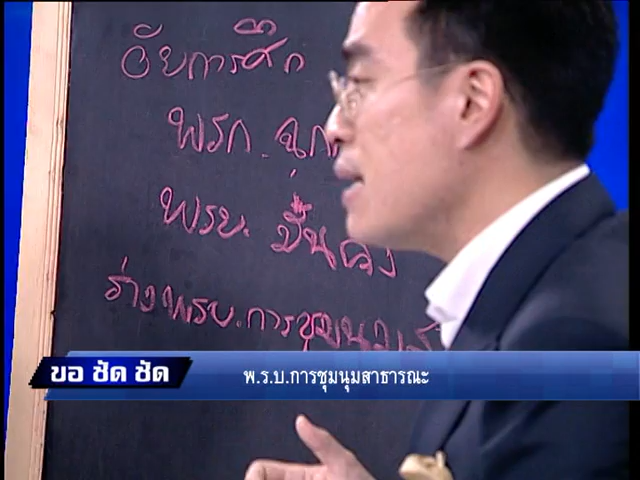 อัยการศึก
พรก. ฉุก
พรบ. มั่นคง
ร่างพรบ.การชุมนุม
ขอ ชัด ชัด
พ.ร.บ.การชุมนุมสาธารณะ